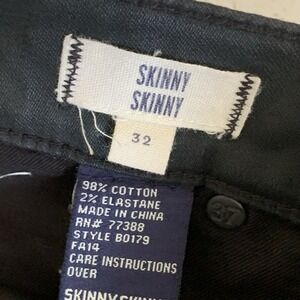 SKINNY
SKINNY
32
98% COTTON
2% ELASTANE
MADE IN CHINA
RN# 77388
STYLE B0179
FA14
CARE INSTRUCTIONS
OVER